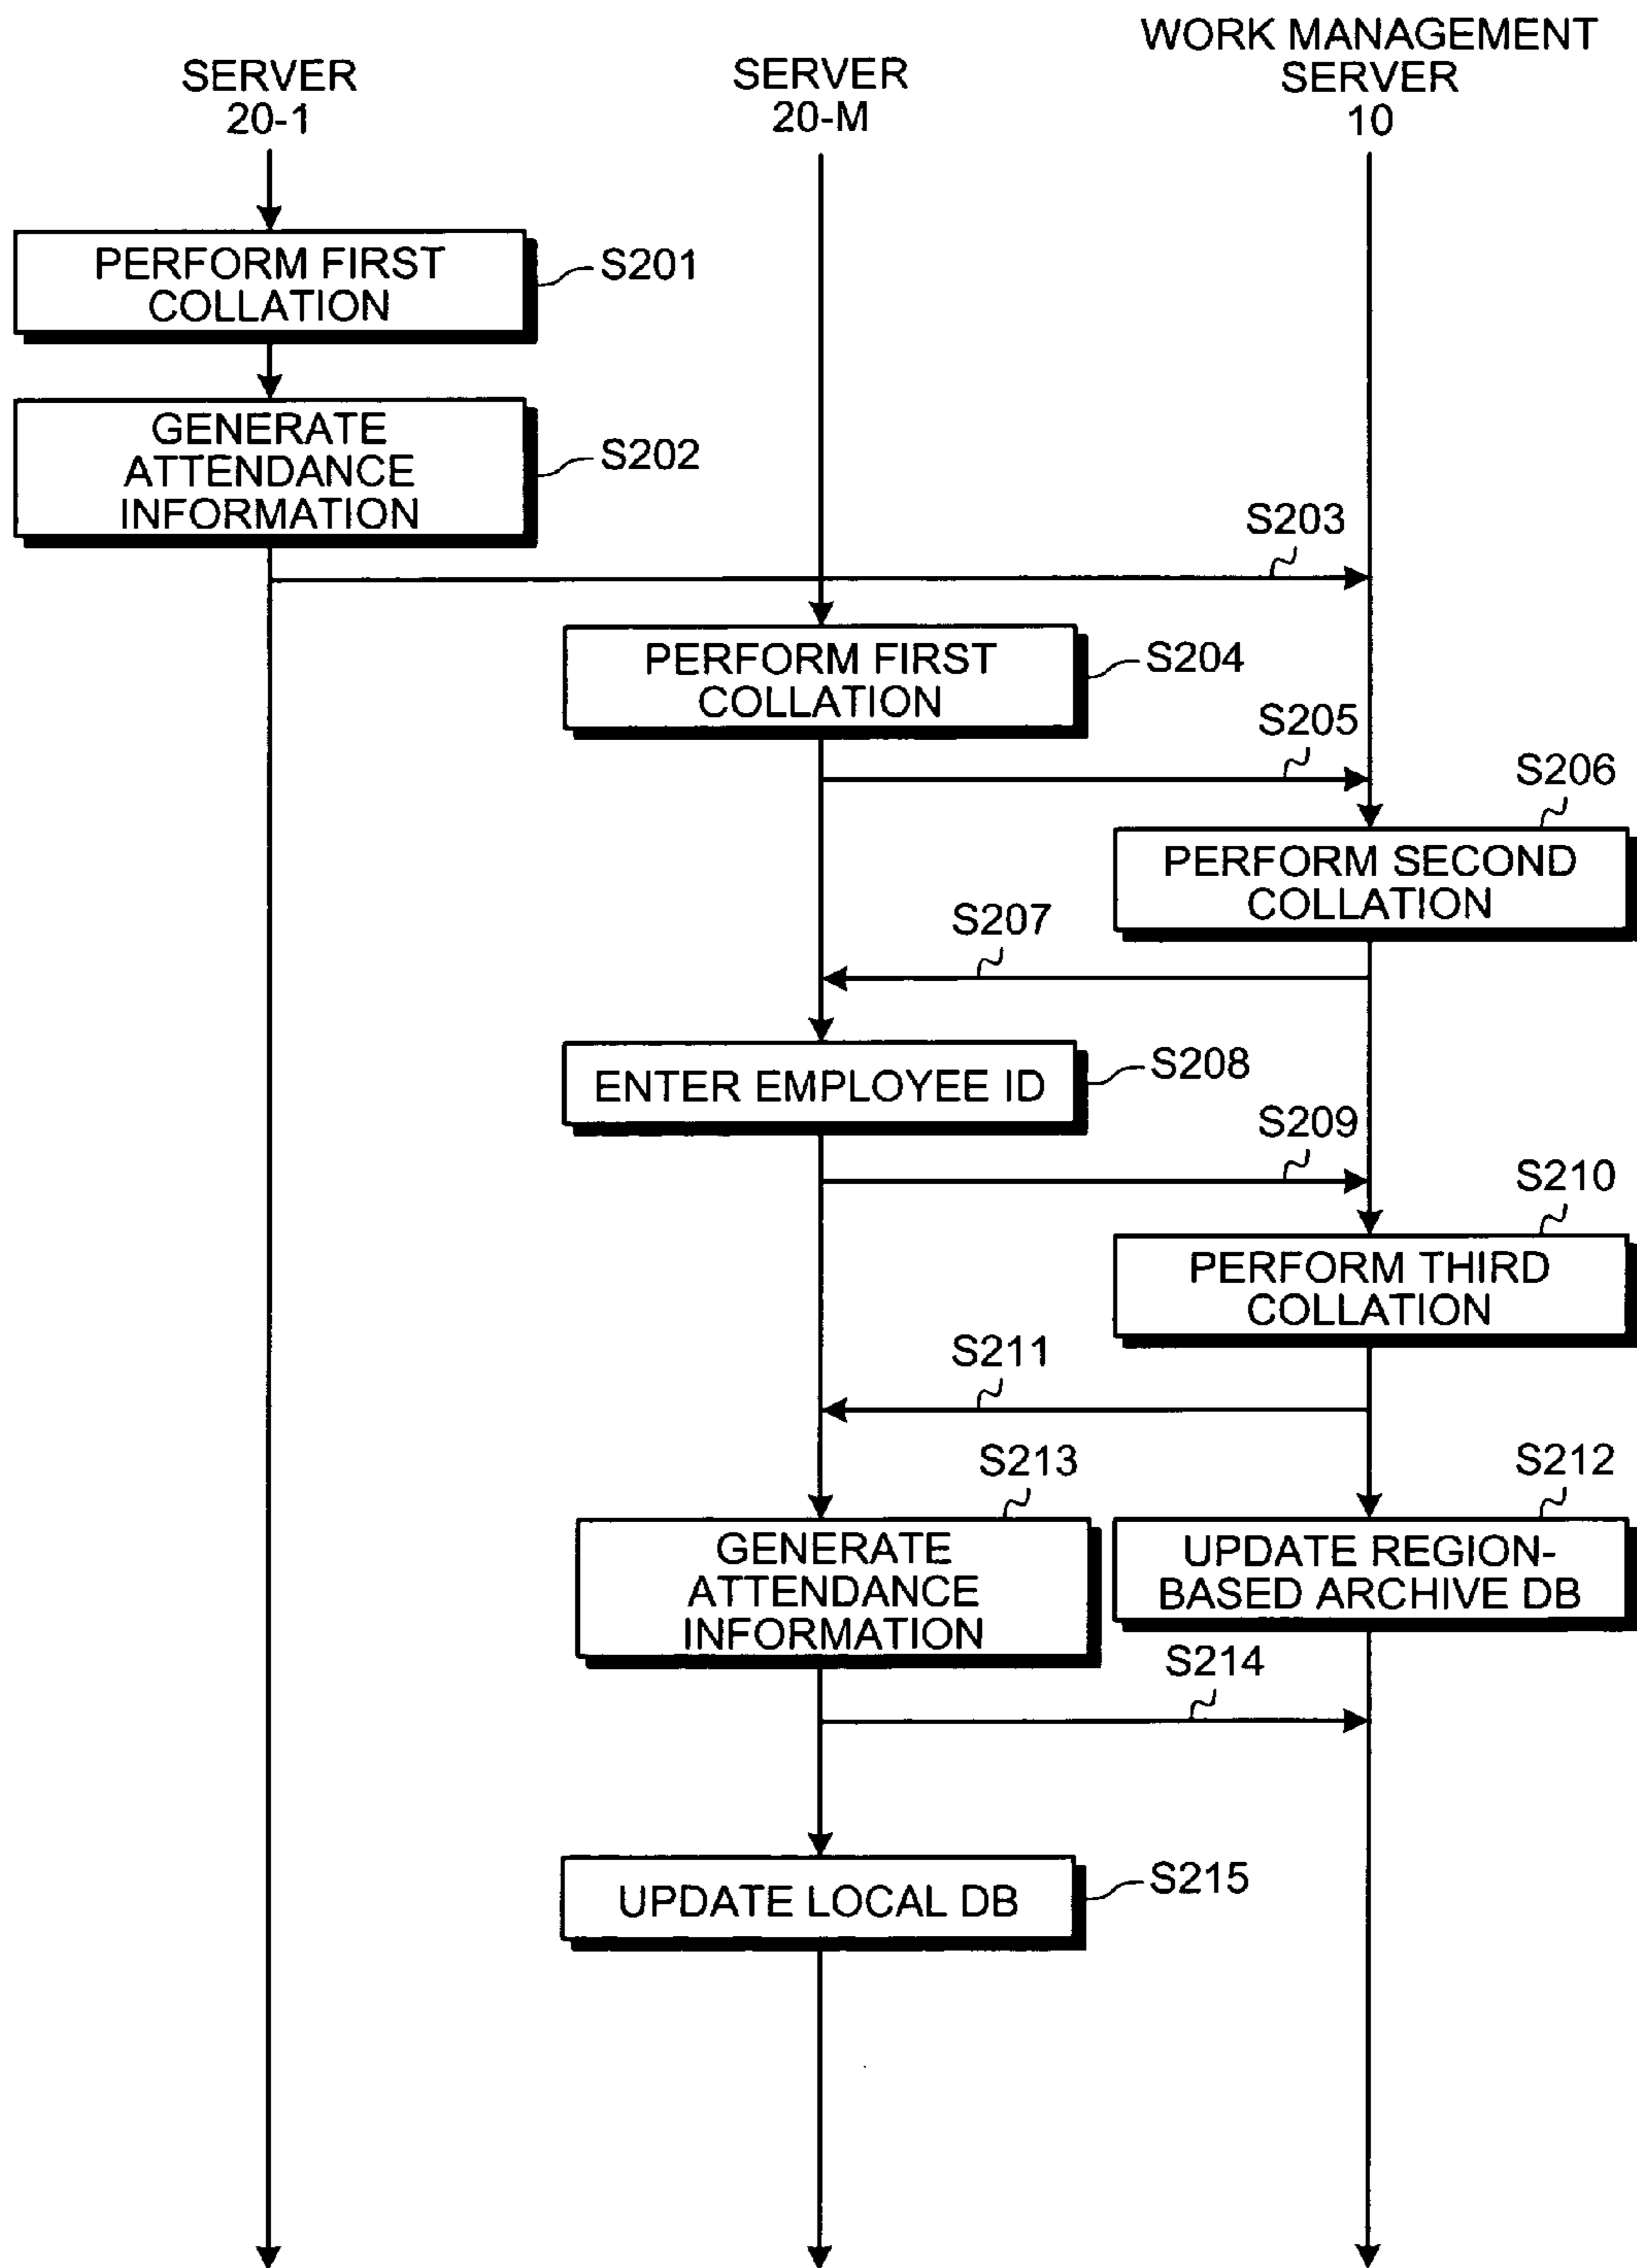 SERVER
20-1
SERVER
20-M
WORK MANAGEMENT
SERVER
10
PERFORM FIRST
COLLATION
S201
GENERATE
ATTENDANCE
INFORMATION
S202
S203
PERFORM FIRST
COLLATION
S204
S205
S206
PERFORM SECOND
COLLATION
S207
ENTER EMPLOYEE ID
S208
S209
S210
PERFORM THIRD
COLLATION
S211
S213
S212
GENERATE
ATTENDANCE
INFORMATION
UPDATE REGION-
BASED ARCHIVE DB
S214
UPDATE LOCAL DB
S215